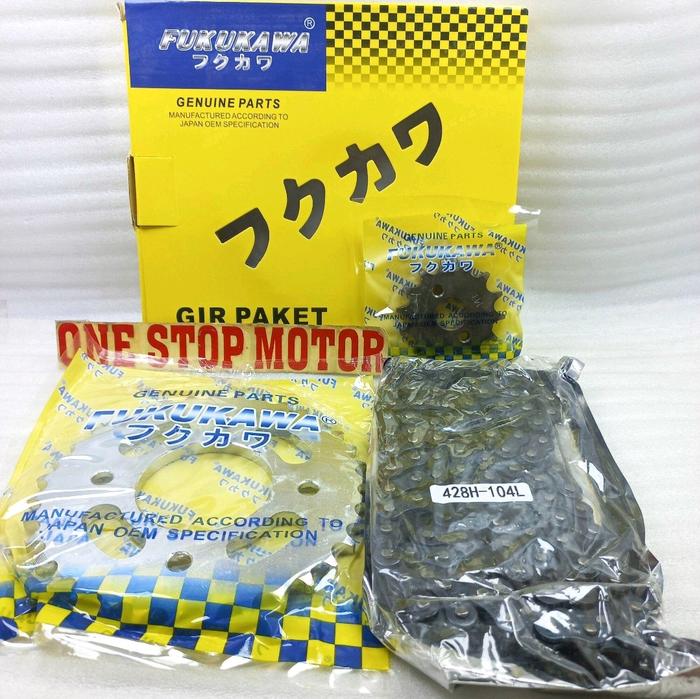 FUKUKAWA®
フクカワ
GENUINE PARTS
MANUFACTURED ACCORDING TO
JAPAN OEM SPECIFICATION
フクカワ
GIR PAKET
GENUINE PARTS
FUKUKAWA
フクカワ
MANUFACTURED ACCORDING TO
JAPAN OEM SPECIFICATION
ONE STOP MOTOR
GENUINE PARTS
FUKUKAWA®
フクカワ
MANUFACTURED ACCORDING TO
JAPAN OEM SPECIFICATION
428H-104L